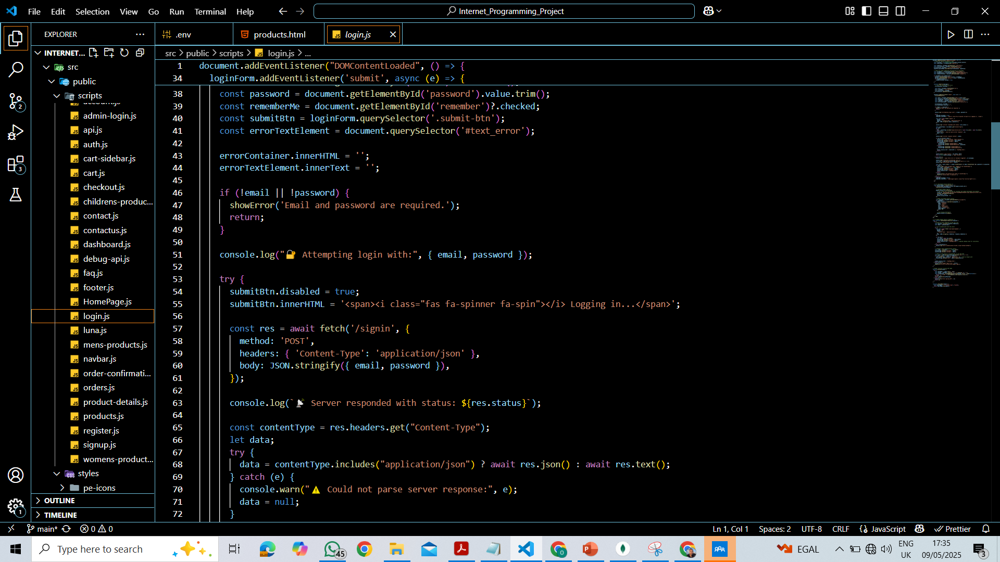 File Edit Selection View Go Run Terminal Help
Internet_Programming_Project
EXPLORER
.env
products.html
login.js
INTERNET...
src > public > scripts > login.js > ...
src
public
scripts
admin-login.js
api.js
auth.js
cart-sidebar.js
cart.js
checkout.js
childrens-produc...
contact.js
contactus.js
dashboard.js
debug-api.js
faq.js
footer.js
HomePage.js
login.js
luna.js
mens-products.js
navbar.js
order-confirmati...
orders.js
product-details.js
products.js
register.js
signup.js
womens-product...
styles
pe-icons
OUTLINE
TIMELINE
1 document.addEventListener("DOMContentLoaded", () => {
34 loginForm.addEventListener('submit', async (e) => {
38 const password = document.getElementById('password').value.trim();
39 const rememberMe = document.getElementById('remember')?.checked;
40 const submitBtn = loginForm.querySelector('.submit-btn');
41 const errorTextElement = document.querySelector('#text_error');
42
43 errorContainer.innerHTML = '';
44 errorTextElement.innerText = '';
45
46 if (!email || !password) {
47 showError('Email and password are required.');
48 return;
49 }
50
51 console.log("🔐 Attempting login with:", { email, password });
52
53 try {
54 submitBtn.disabled = true;
55 submitBtn.innerHTML = '<span><i class="fas fa-spinner fa-spin"></i> Logging in...</span>';
56
57 const res = await fetch('/signin', {
58 method: 'POST',
59 headers: { 'Content-Type': 'application/json' },
60 body: JSON.stringify({ email, password }),
61 });
62
63 console.log(`📡 Server responded with status: ${res.status}`);
64
65 const contentType = res.headers.get("Content-Type");
66 let data;
67 try {
68 data = contentType.includes("application/json") ? await res.json() : await res.text();
69 } catch (e) {
70 console.warn("⚠️ Could not parse server response:", e);
71 data = null;
72 }
2
3
1
main*
0 0
Ln 1, Col 1
Spaces: 2
UTF-8
CRLF
JavaScript
Prettier
Type here to search
45
EGAL
ENG
UK
17:35
09/05/2025
3